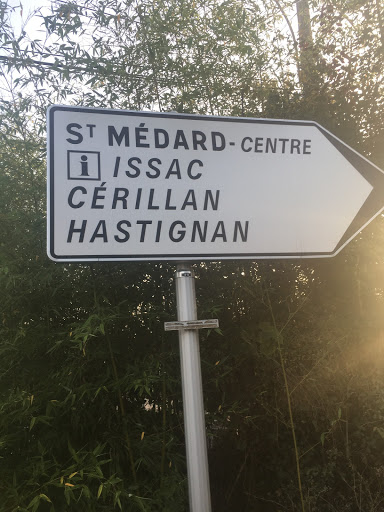 ST MÉDARD-CENTRE
i ISSAC
CÉRILLAN
HASTIGNAN